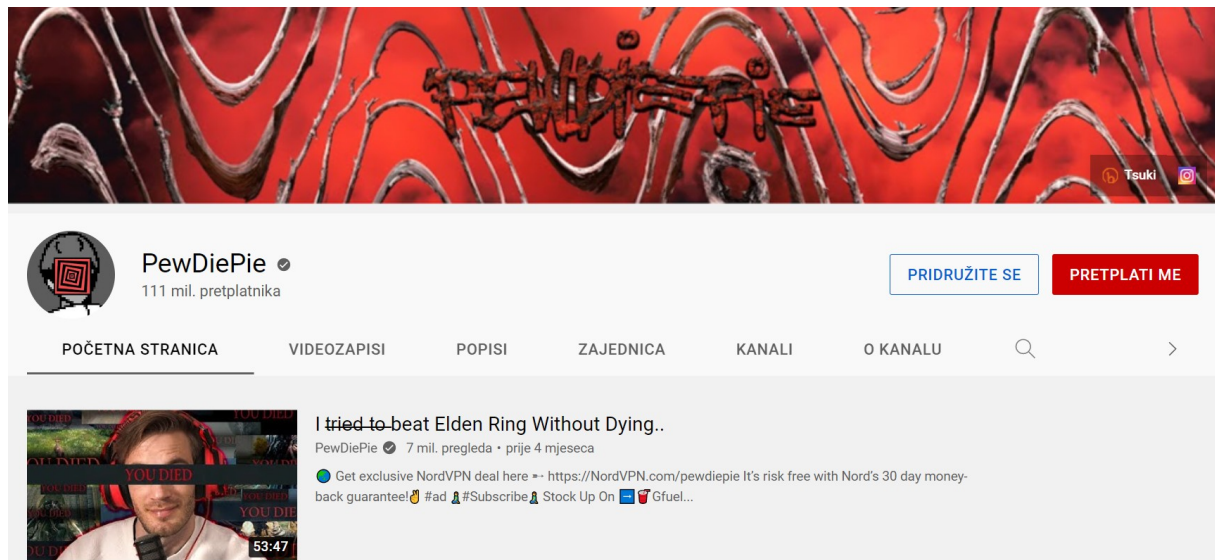 PEWDIEPIE
Tsuki
PewDiePie
111 mil. pretplatnika
PRIDRUŽITE SE
PRETPLATI ME
POČETNA STRANICA VIDEOZAPISI POPISI ZAJEDNICA KANALI O KANALU
YOU DIED
YOU DIED
YOU DIED
YOU DIED
YOU DIED
53:47
I tried to beat Elden Ring Without Dying..
PewDiePie 7 mil. pregleda • prije 4 mjeseca
🌏 Get exclusive NordVPN deal here ➼ https://NordVPN.com/pewdiepie It’s risk free with Nord’s 30 day money-
back guarantee!✌ #ad #Subscribe Stock Up On ➡ Gfuel...